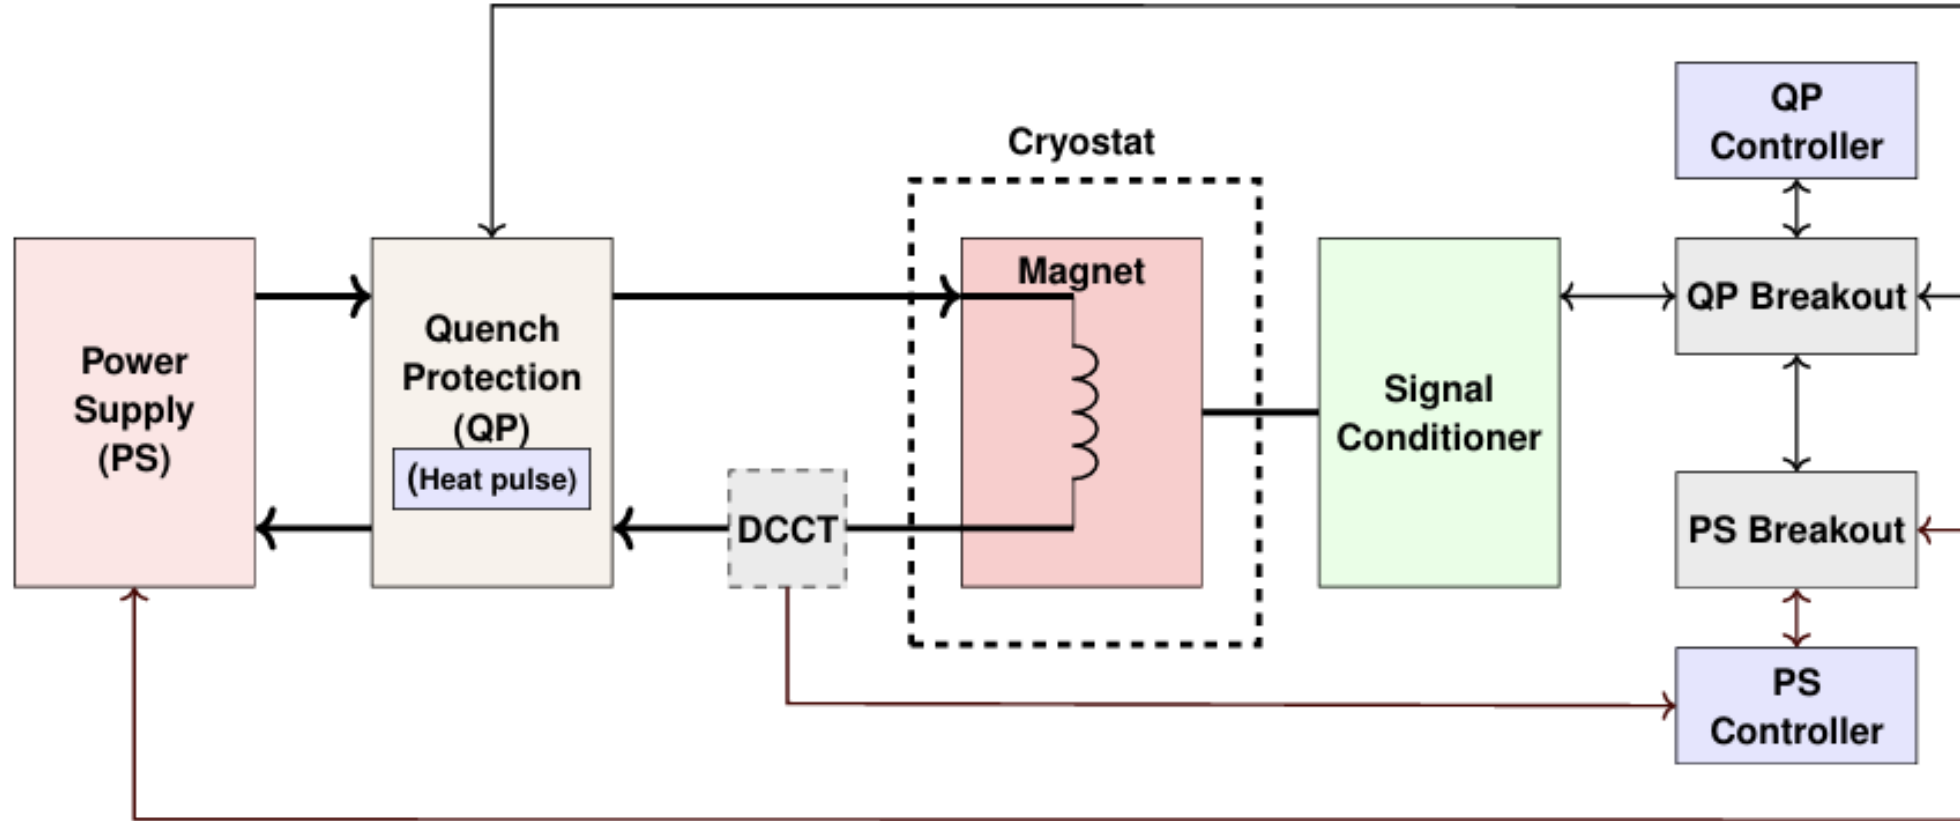 Power
Supply
(PS)
Quench
Protection
(QP)
(Heat pulse)
DCCT
Cryostat
Magnet
Signal
Conditioner
QP
Controller
QP Breakout
PS Breakout
PS
Controller